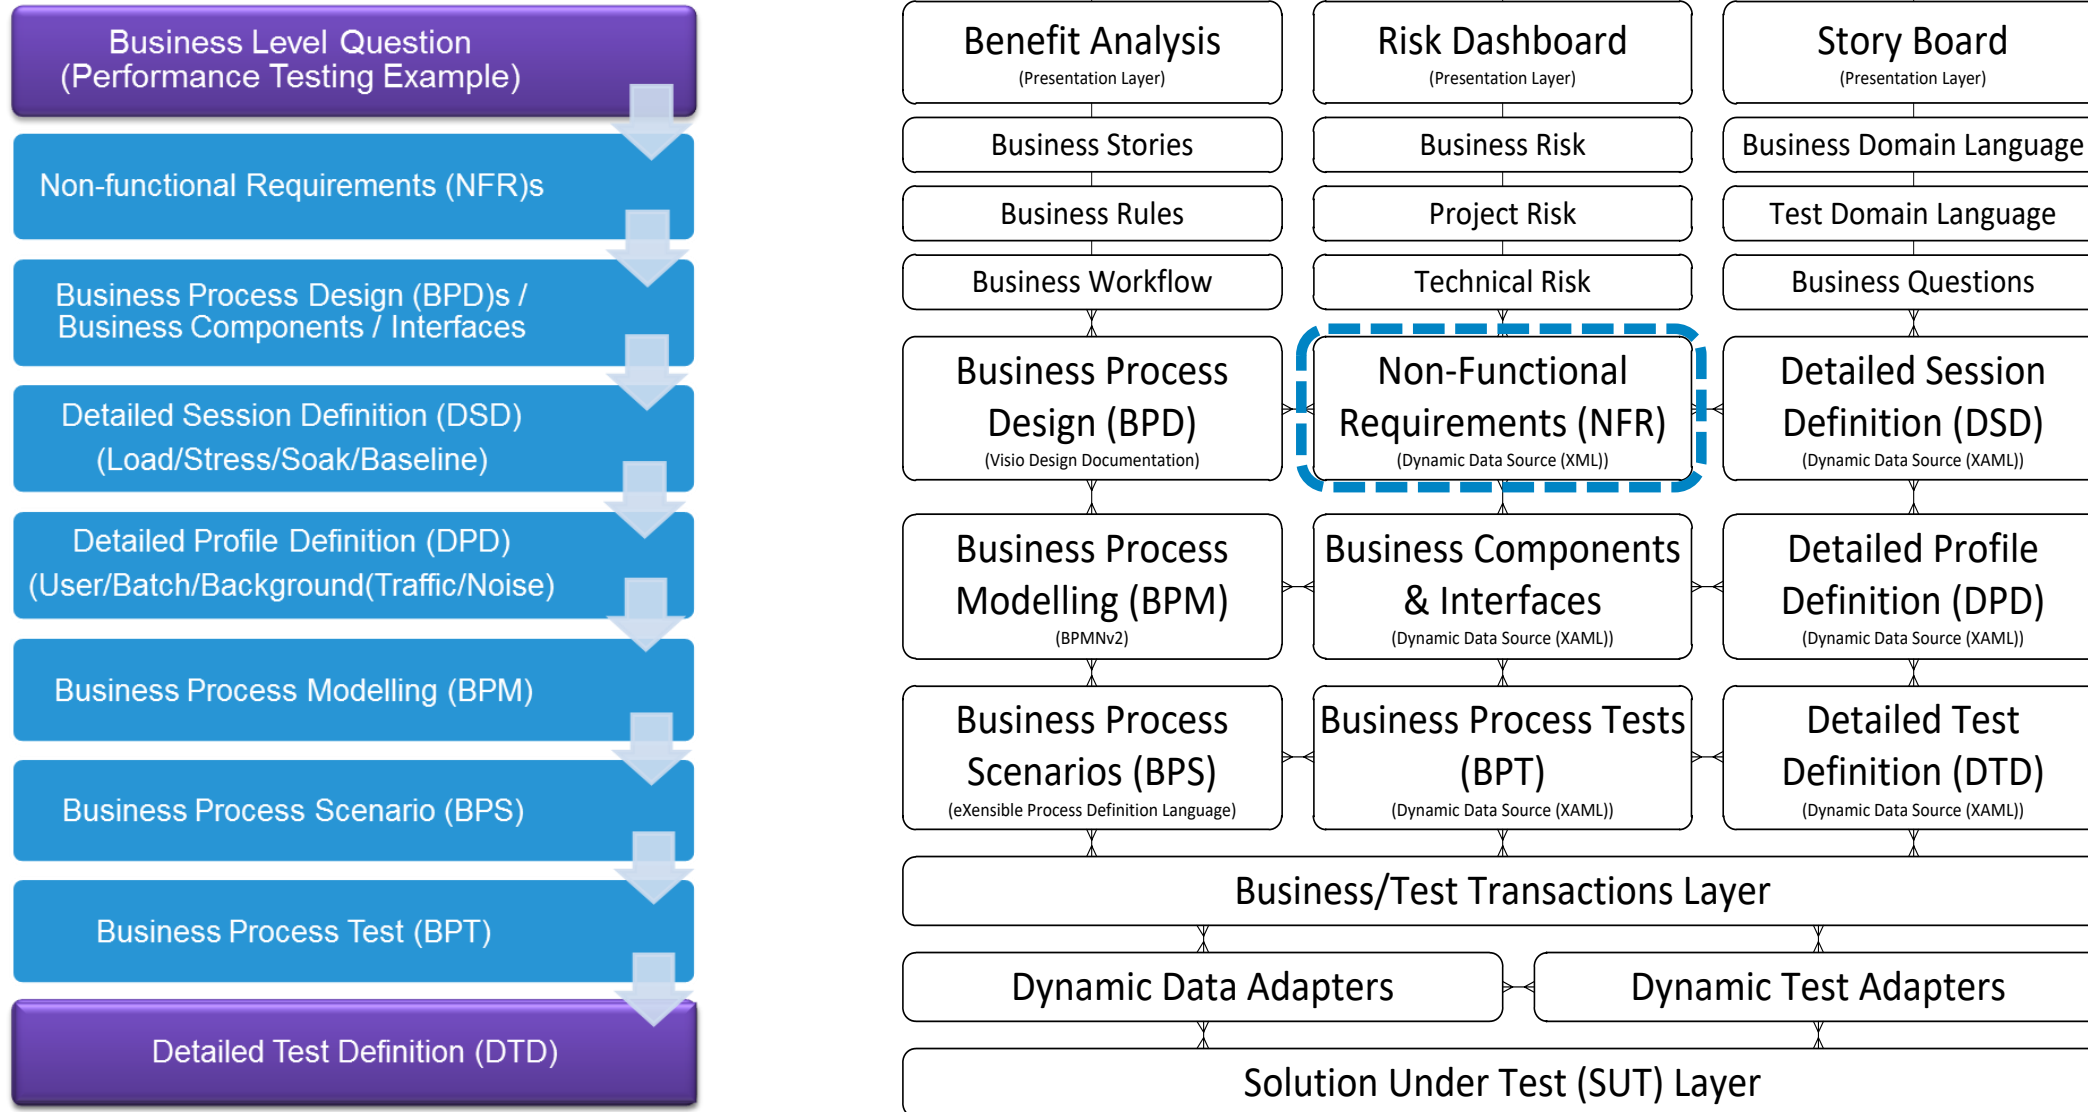 Business Level Question
(Performance Testing Example)
Non-functional Requirements (NFR)s
Business Process Design (BPD)s /
Business Components / Interfaces
Detailed Session Definition (DSD)
(Load/Stress/Soak/Baseline)
Detailed Profile Definition (DPD)
(User/Batch/Background(Traffic/Noise)
Business Process Modelling (BPM)
Business Process Scenario (BPS)
Business Process Test (BPT)
Detailed Test Definition (DTD)
Benefit Analysis
(Presentation Layer)
Risk Dashboard
(Presentation Layer)
Story Board
(Presentation Layer)
Business Stories
Business Risk
Business Domain Language
Business Rules
Project Risk
Test Domain Language
Business Workflow
Technical Risk
Business Questions
Business Process
Design (BPD)
(Visio Design Documentation)
Non-Functional
Requirements (NFR)
(Dynamic Data Source (XML))
Detailed Session
Definition (DSD)
(Dynamic Data Source (XAML))
Business Process
Modelling (BPM)
(BPMNv2)
Business Components
& Interfaces
(Dynamic Data Source (XAML))
Detailed Profile
Definition (DPD)
(Dynamic Data Source (XAML))
Business Process
Scenarios (BPS)
(eXensible Process Definition Language)
Business Process Tests
(BPT)
(Dynamic Data Source (XAML))
Detailed Test
Definition (DTD)
(Dynamic Data Source (XAML))
Business/Test Transactions Layer
Dynamic Data Adapters
Dynamic Test Adapters
Solution Under Test (SUT) Layer